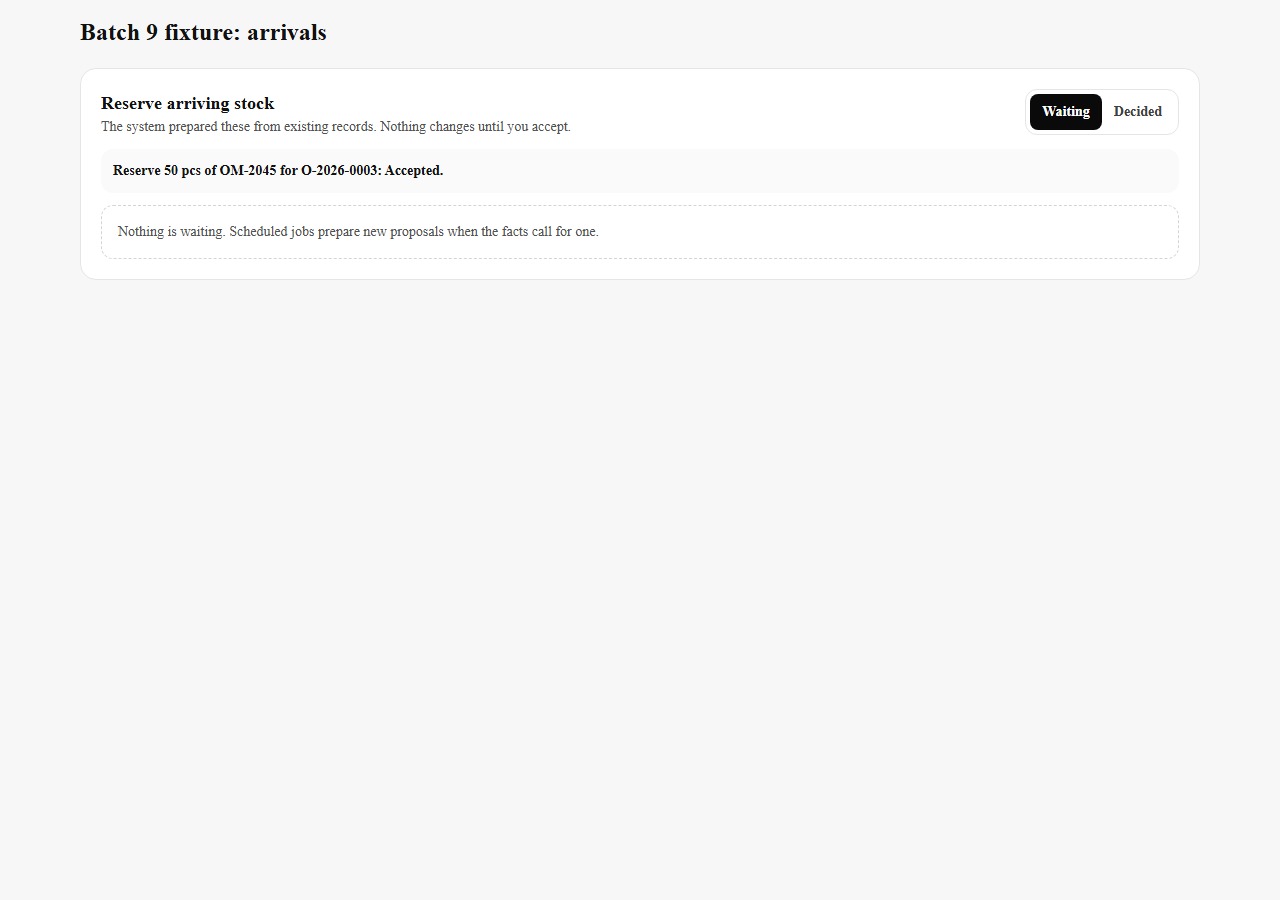 Batch 9 fixture: arrivals
Reserve arriving stock
The system prepared these from existing records. Nothing changes until you accept.
Waiting
Decided
Reserve 50 pcs of OM-2045 for O-2026-0003: Accepted.
Nothing is waiting. Scheduled jobs prepare new proposals when the facts call for one.